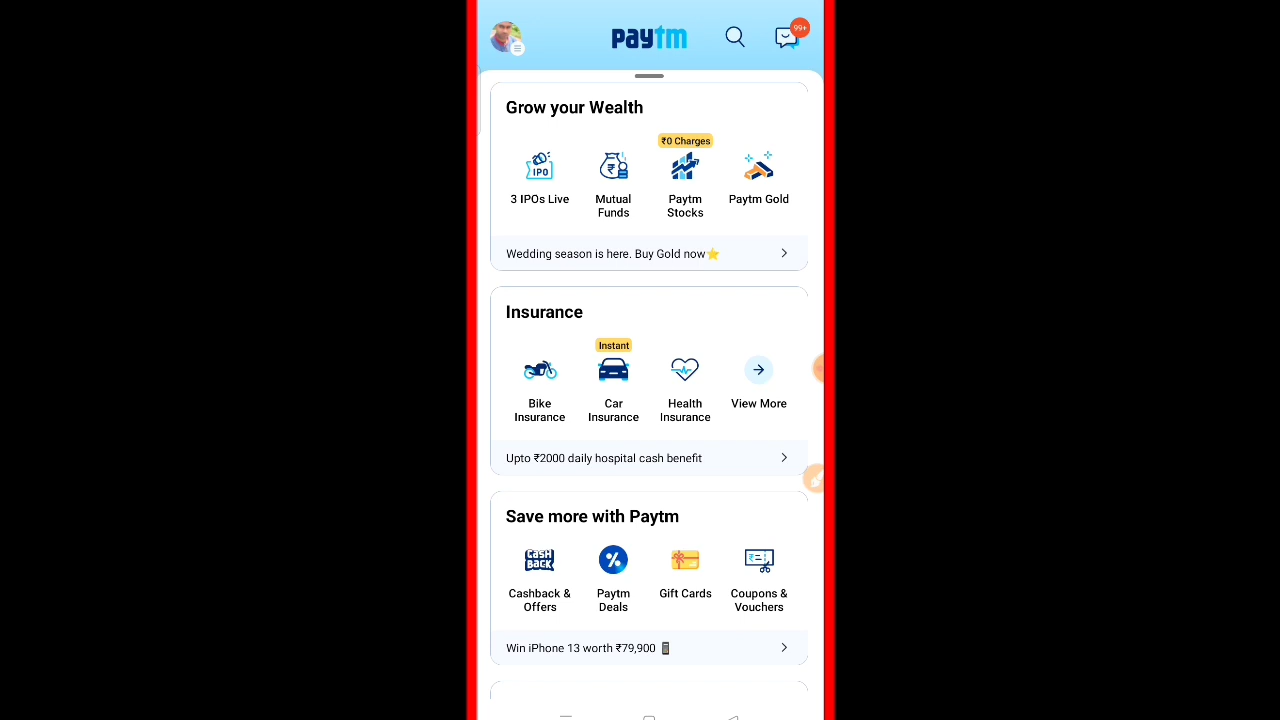 paytm
99+
Grow your Wealth
₹0 Charges
IPO
₹
3 IPOs Live
Mutual Funds
Paytm Stocks
Paytm Gold
Wedding season is here. Buy Gold now⭐
Insurance
Instant
Bike Insurance
Car Insurance
Health Insurance
View More
Upto ₹2000 daily hospital cash benefit
Save more with Paytm
CASH BACK
%
₹
Cashback & Offers
Paytm Deals
Gift Cards
Coupons & Vouchers
Win iPhone 13 worth ₹79,900 📱